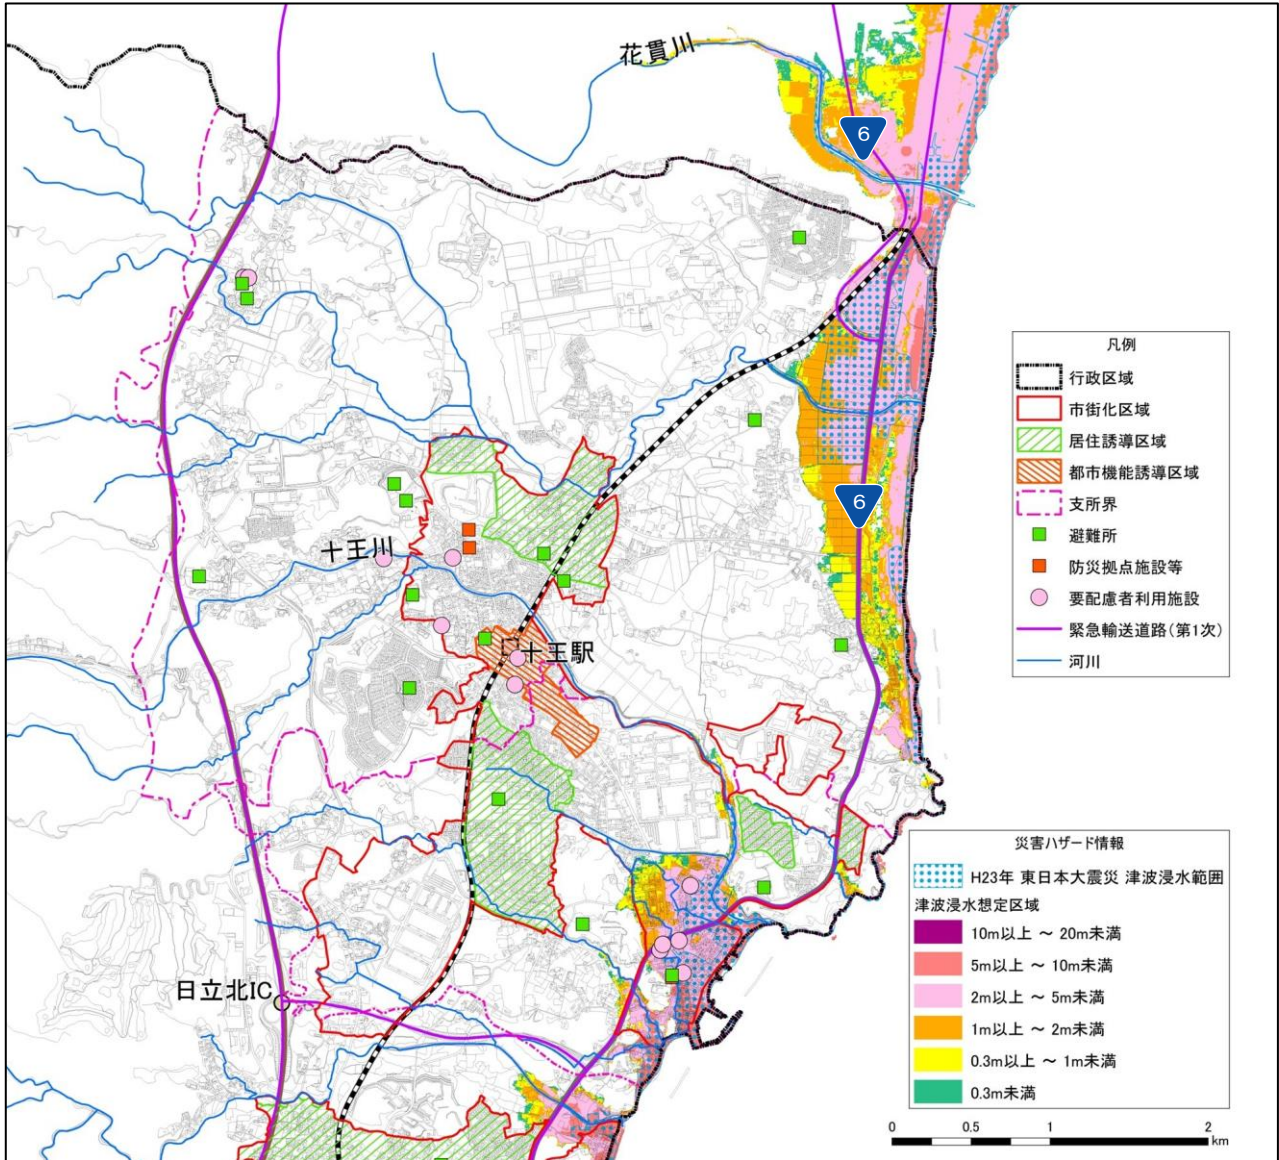 花貫川
6
6
十王川
十王駅
日立北IC
凡例
行政区域
市街化区域
居住誘導区域
都市機能誘導区域
支所界
避難所
防災拠点施設等
要配慮者利用施設
緊急輸送道路(第1次)
河川
災害ハザード情報
H23年 東日本大震災 津波浸水範囲
津波浸水想定区域
10m以上 ～ 20m未満
5m以上 ～ 10m未満
2m以上 ～ 5m未満
1m以上 ～ 2m未満
0.3m以上 ～ 1m未満
0.3m未満
0 0.5 1 2
km